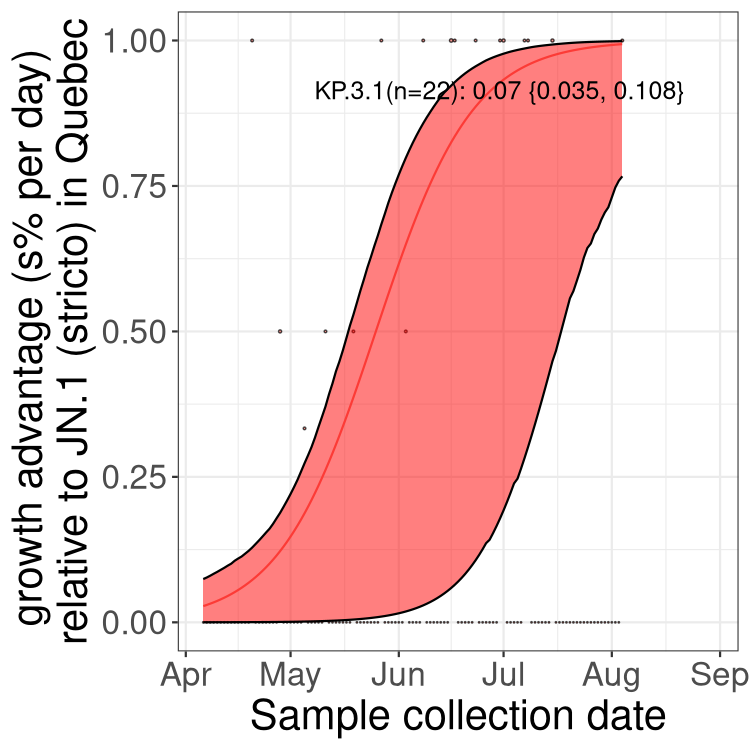 growth advantage (s% per day)
relative to JN.1 (stricto) in Quebec
1.00
0.75
0.50
0.25
0.00
KP.3.1(n=22): 0.07 {0.035, 0.108}
Apr May Jun Jul Aug Sep
Sample collection date